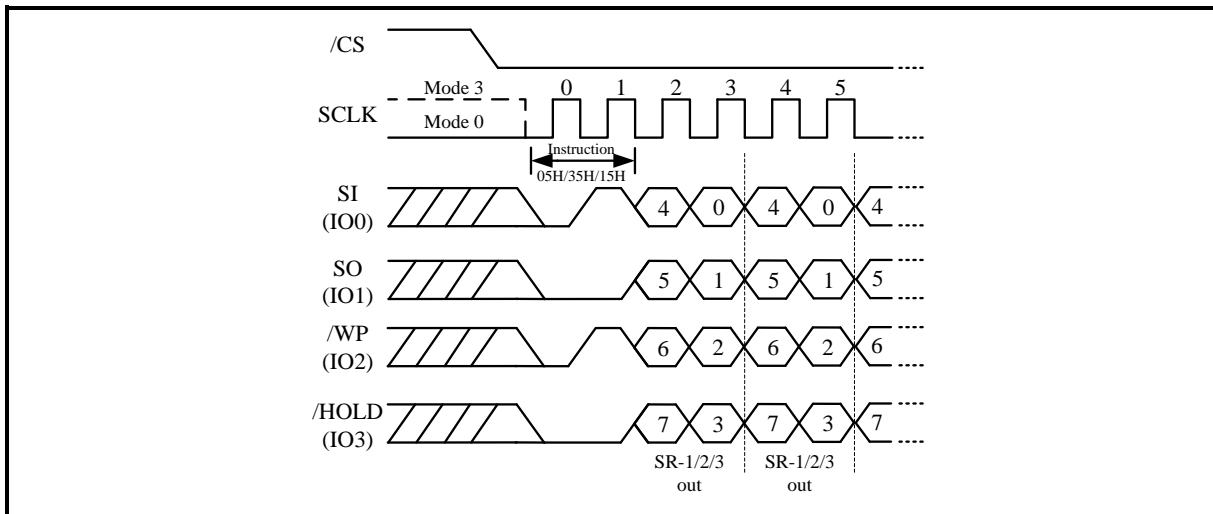 /CS
Mode 3
0 1 2 3 4 5
SCLK
Mode 0
Instruction
05H/35H/15H
SI
(IO0)
4 0 4 0 4
SO
(IO1)
5 1 5 1 5
/WP
(IO2)
6 2 6 2 6
/HOLD
(IO3)
7 3 7 3 7
SR-1/2/3
out
SR-1/2/3
out